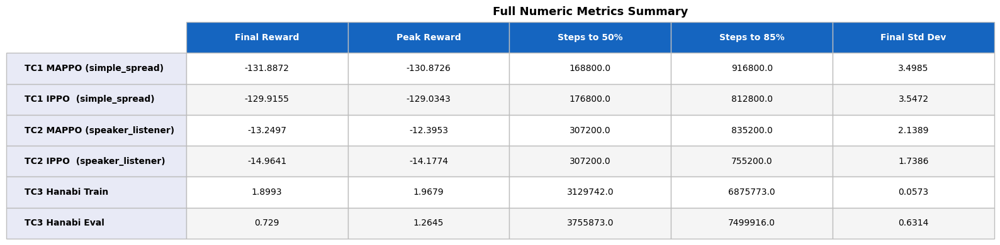 Full Numeric Metrics Summary
Final Reward Peak Reward Steps to 50% Steps to 85% Final Std Dev
TC1 MAPPO (simple_spread) -131.8872 -130.8726 168800.0 916800.0 3.4985
TC1 IPPO  (simple_spread) -129.9155 -129.0343 176800.0 812800.0 3.5472
TC2 MAPPO (speaker_listener) -13.2497 -12.3953 307200.0 835200.0 2.1389
TC2 IPPO  (speaker_listener) -14.9641 -14.1774 307200.0 755200.0 1.7386
TC3 Hanabi Train 1.8993 1.9679 3129742.0 6875773.0 0.0573
TC3 Hanabi Eval 0.729 1.2645 3755873.0 7499916.0 0.6314